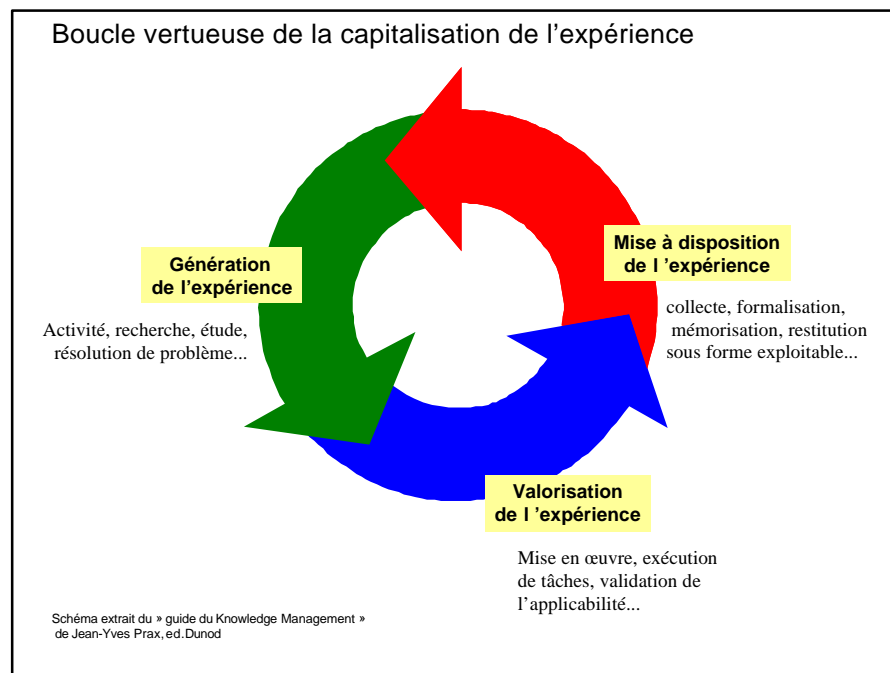 Boucle vertueuse de la capitalisation de l’expérience
Génération
de l’expérience
Activité, recherche, étude,
résolution de problème...
Mise à disposition
de l ’expérience
collecte, formalisation,
mémorisation, restitution
sous forme exploitable...
Valorisation
de l ’expérience
Mise en œuvre, exécution
de tâches, validation de
l’applicabilité...
Schéma extrait du » guide du Knowledge Management »
de Jean-Yves Prax, ed.Dunod